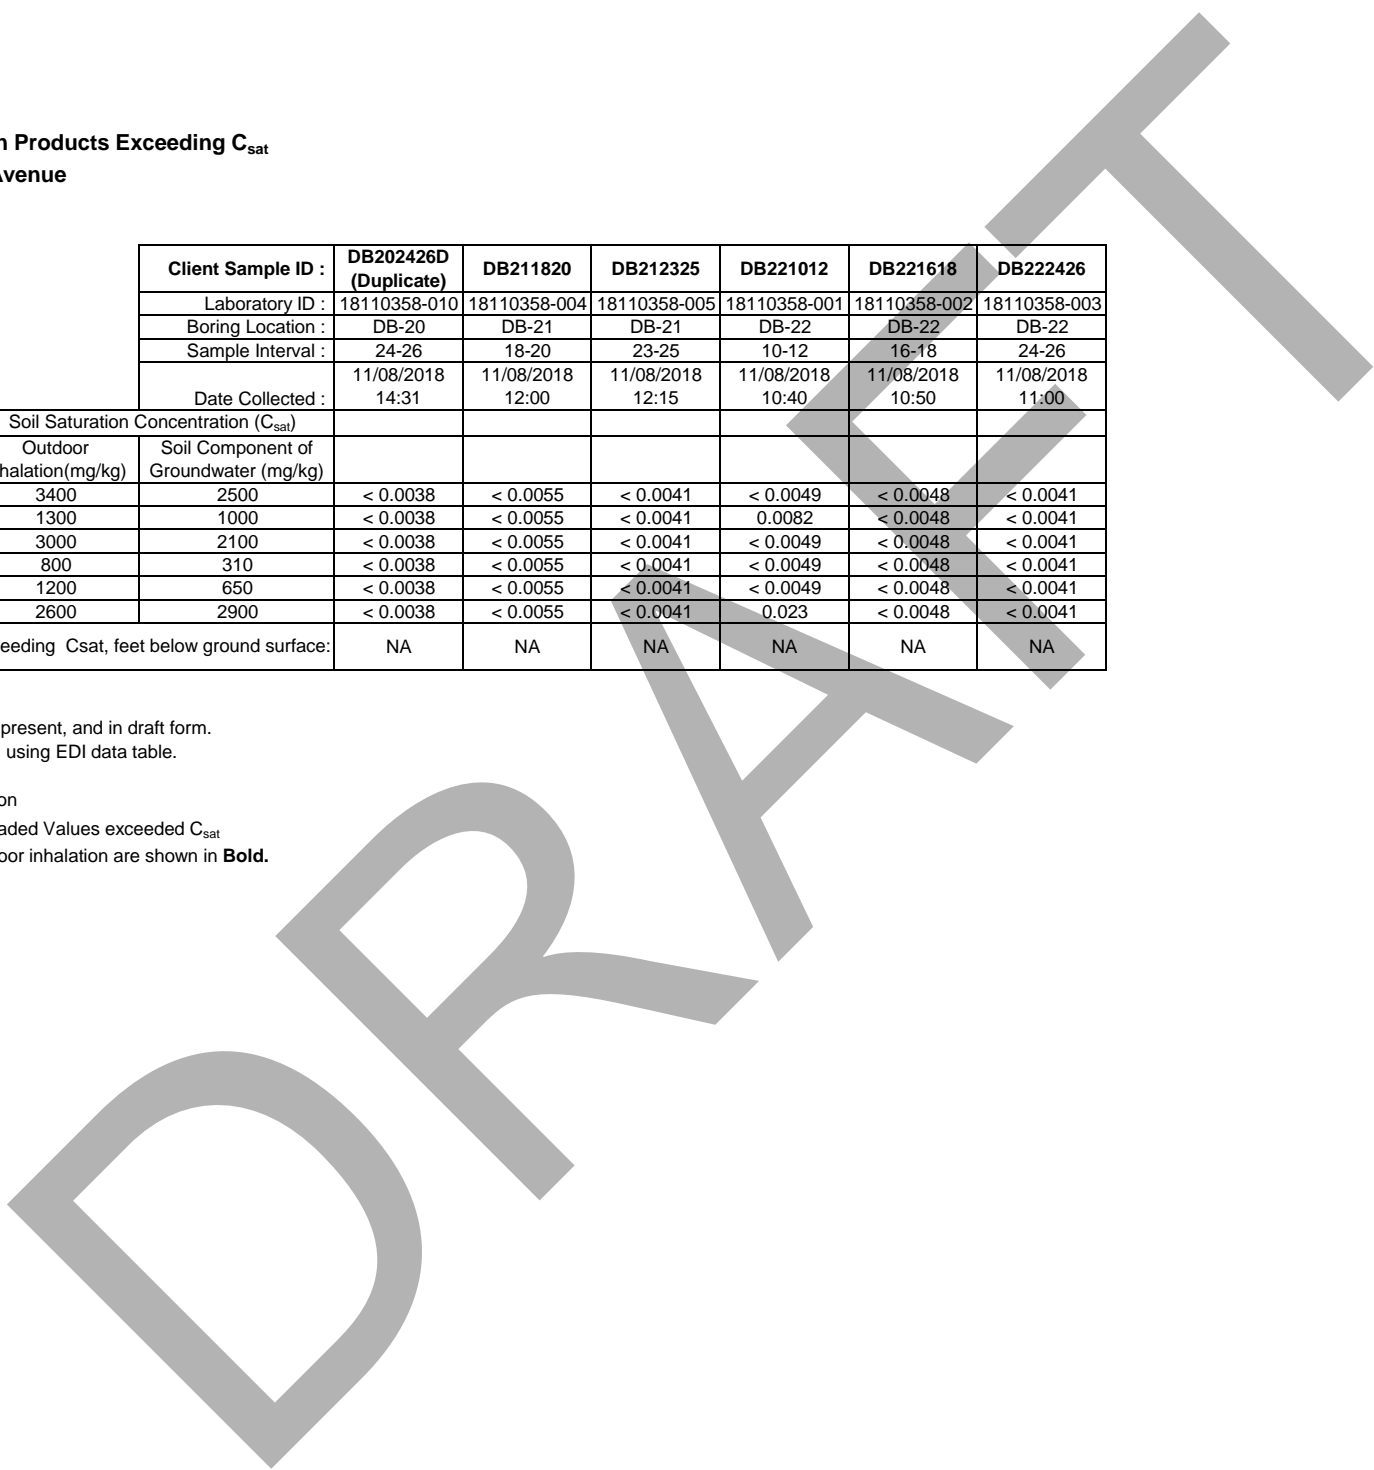 n Products Exceeding Csat
Avenue
Client Sample ID : DB202426D (Duplicate) DB211820 DB212325 DB221012 DB221618 DB222426
Laboratory ID : 18110358-010 18110358-004 18110358-005 18110358-001 18110358-002 18110358-003
Boring Location : DB-20 DB-21 DB-21 DB-22 DB-22 DB-22
Sample Interval : 24-26 18-20 23-25 10-12 16-18 24-26
Date Collected : 11/08/2018 14:31 11/08/2018 12:00 11/08/2018 12:15 11/08/2018 10:40 11/08/2018 10:50 11/08/2018 11:00
Soil Saturation Concentration (Csat)
Outdoor halation(mg/kg) Soil Component of Groundwater (mg/kg)
3400 2500 < 0.0038 < 0.0055 < 0.0041 < 0.0049 < 0.0048 < 0.0041
1300 1000 < 0.0038 < 0.0055 < 0.0041 0.0082 < 0.0048 < 0.0041
3000 2100 < 0.0038 < 0.0055 < 0.0041 < 0.0049 < 0.0048 < 0.0041
800 310 < 0.0038 < 0.0055 < 0.0041 < 0.0049 < 0.0048 < 0.0041
1200 650 < 0.0038 < 0.0055 < 0.0041 < 0.0049 < 0.0048 < 0.0041
2600 2900 < 0.0038 < 0.0055 < 0.0041 0.023 < 0.0048 < 0.0041
eeding Csat, feet below ground surface: NA NA NA NA NA NA
present, and in draft form.
using EDI data table.
on
aded Values exceeded Csat
oor inhalation are shown in Bold.
DRAFT